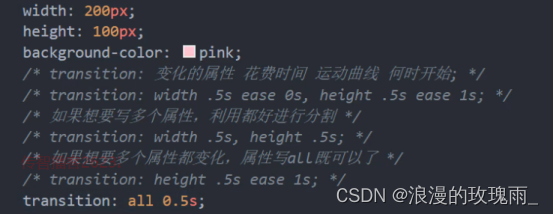 width: 200px;
height: 100px;
background-color: pink;
/* transition: 变化的属性 花费时间 运动曲线 何时开始; */
/* transition: width .5s ease 0s, height .5s ease 1s; */
/* 如果想要写多个属性，利用都好进行分割 */
/* transition: width .5s, height .5s; */
/* 如果想要多个属性都变化，属性写all既可以了 */
/* transition: height .5s ease 1s; */
transition: all 0.5s;
CSDN @浪漫的玫瑰雨_